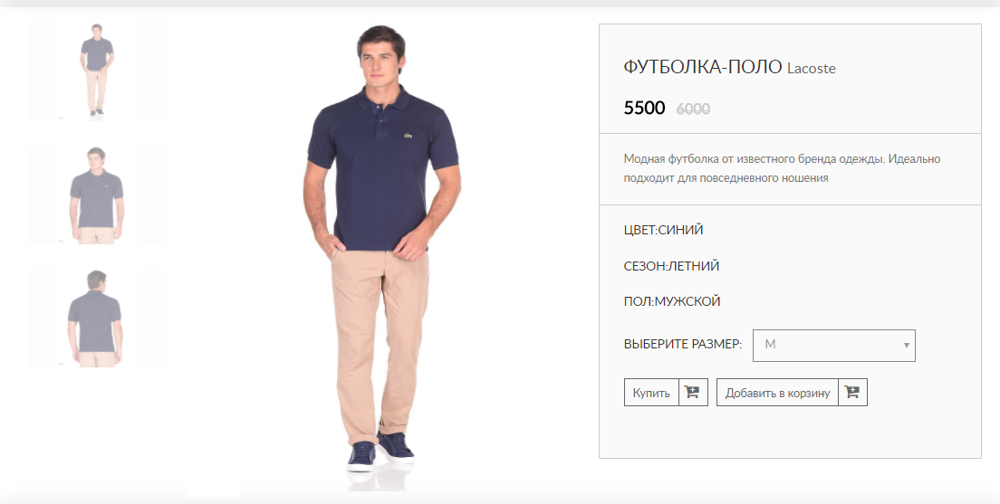 ФУТБОЛКА-ПОЛО Lacoste
5500 6000
Модная футболка от известного бренда одежды. Идеально
подходит для повседневного ношения
ЦВЕТ:СИНИЙ
СЕЗОН:ЛЕТНИЙ
ПОЛ:МУЖСКОЙ
ВЫБЕРИТЕ РАЗМЕР: M
Купить Добавить в корзину